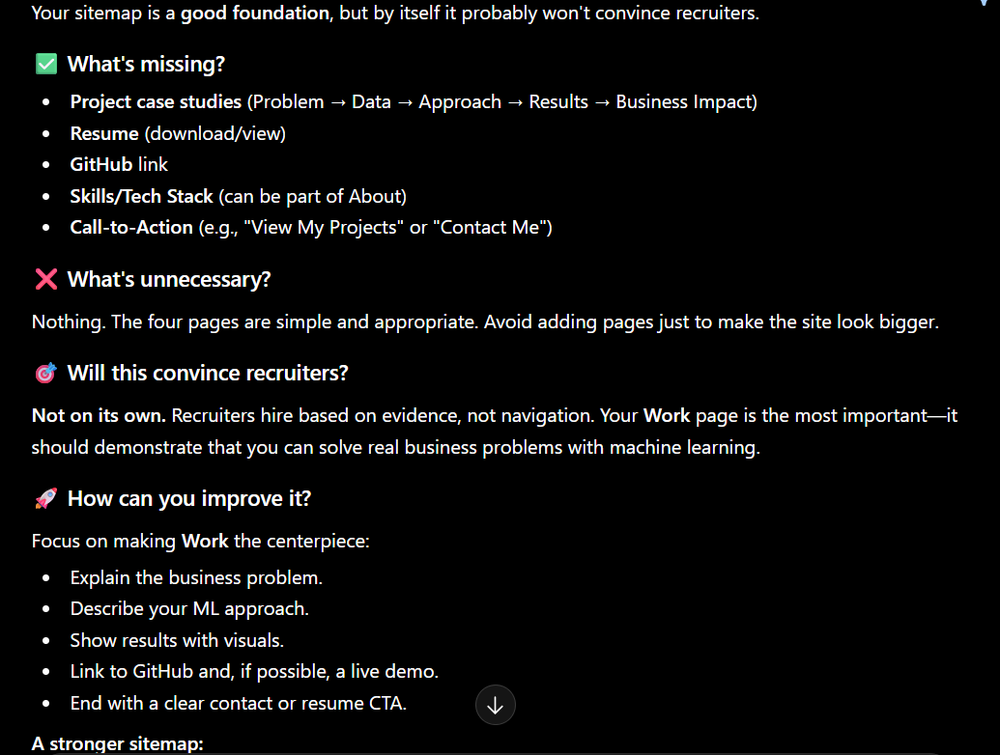 Your sitemap is a good foundation, but by itself it probably won't convince recruiters.
✅ What's missing?
• Project case studies (Problem → Data → Approach → Results → Business Impact)
• Resume (download/view)
• GitHub link
• Skills/Tech Stack (can be part of About)
• Call-to-Action (e.g., "View My Projects" or "Contact Me")
❌ What's unnecessary?
Nothing. The four pages are simple and appropriate. Avoid adding pages just to make the site look bigger.
🎯 Will this convince recruiters?
Not on its own. Recruiters hire based on evidence, not navigation. Your Work page is the most important—it
should demonstrate that you can solve real business problems with machine learning.
🚀 How can you improve it?
Focus on making Work the centerpiece:
• Explain the business problem.
• Describe your ML approach.
• Show results with visuals.
• Link to GitHub and, if possible, a live demo.
• End with a clear contact or resume CTA.
A stronger sitemap: